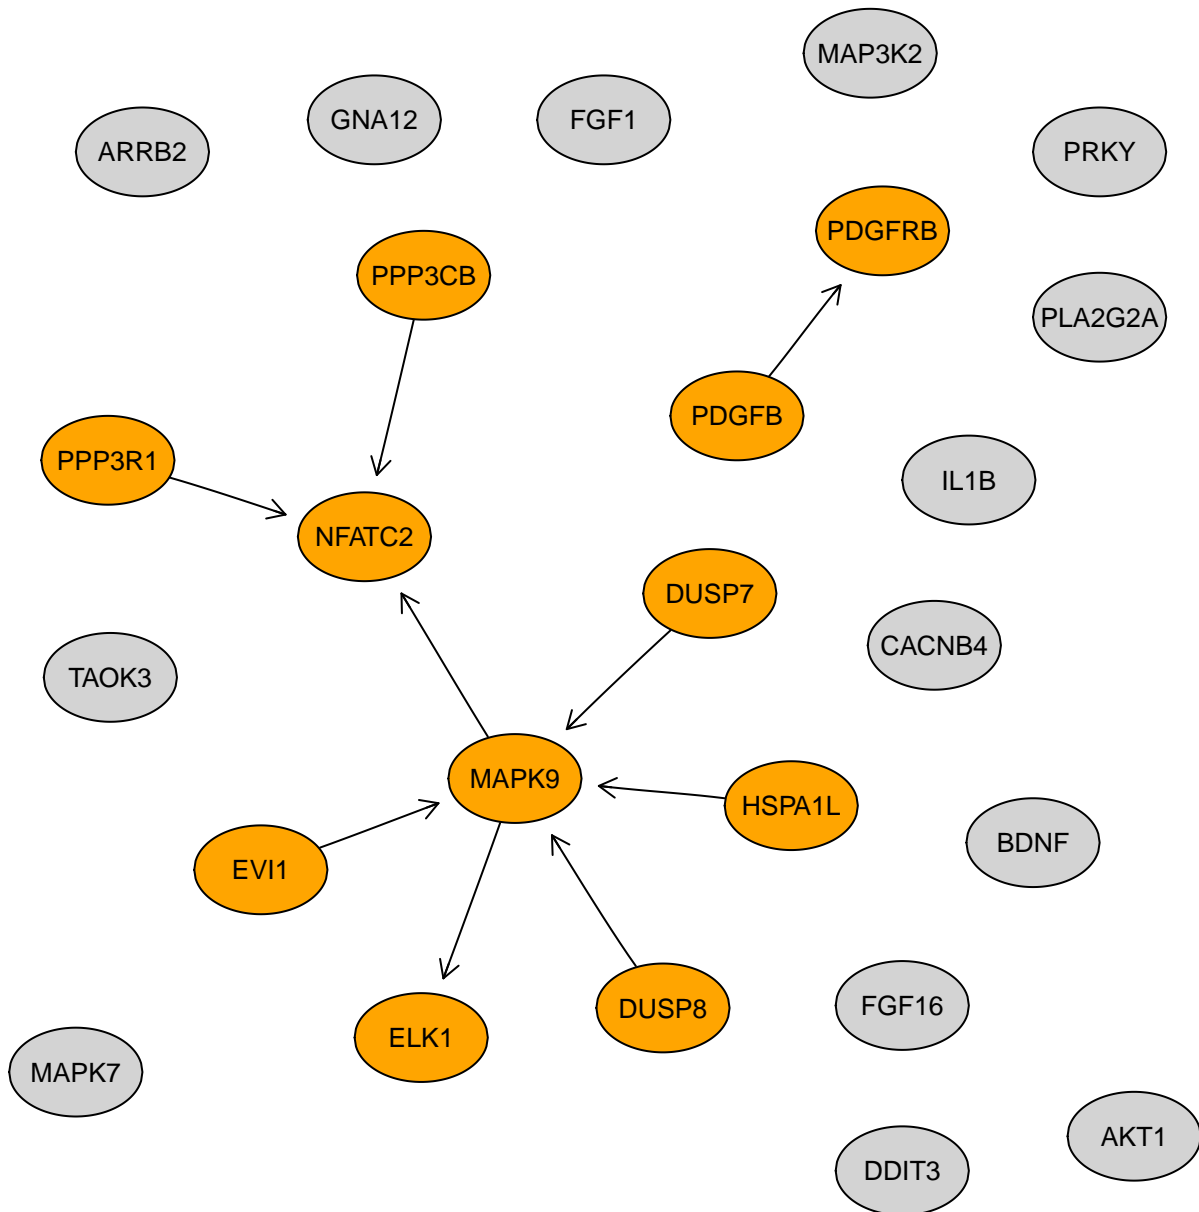 MAP3K2
GNA12
FGF1
ARRB2
PRKY
PDGFRB
PPP3CB
PLA2G2A
PDGFB
PPP3R1
IL1B
NFATC2
DUSP7
CACNB4
TAOK3
MAPK9
HSPA1L
BDNF
EVI1
FGF16
DUSP8
ELK1
MAPK7
AKT1
DDIT3